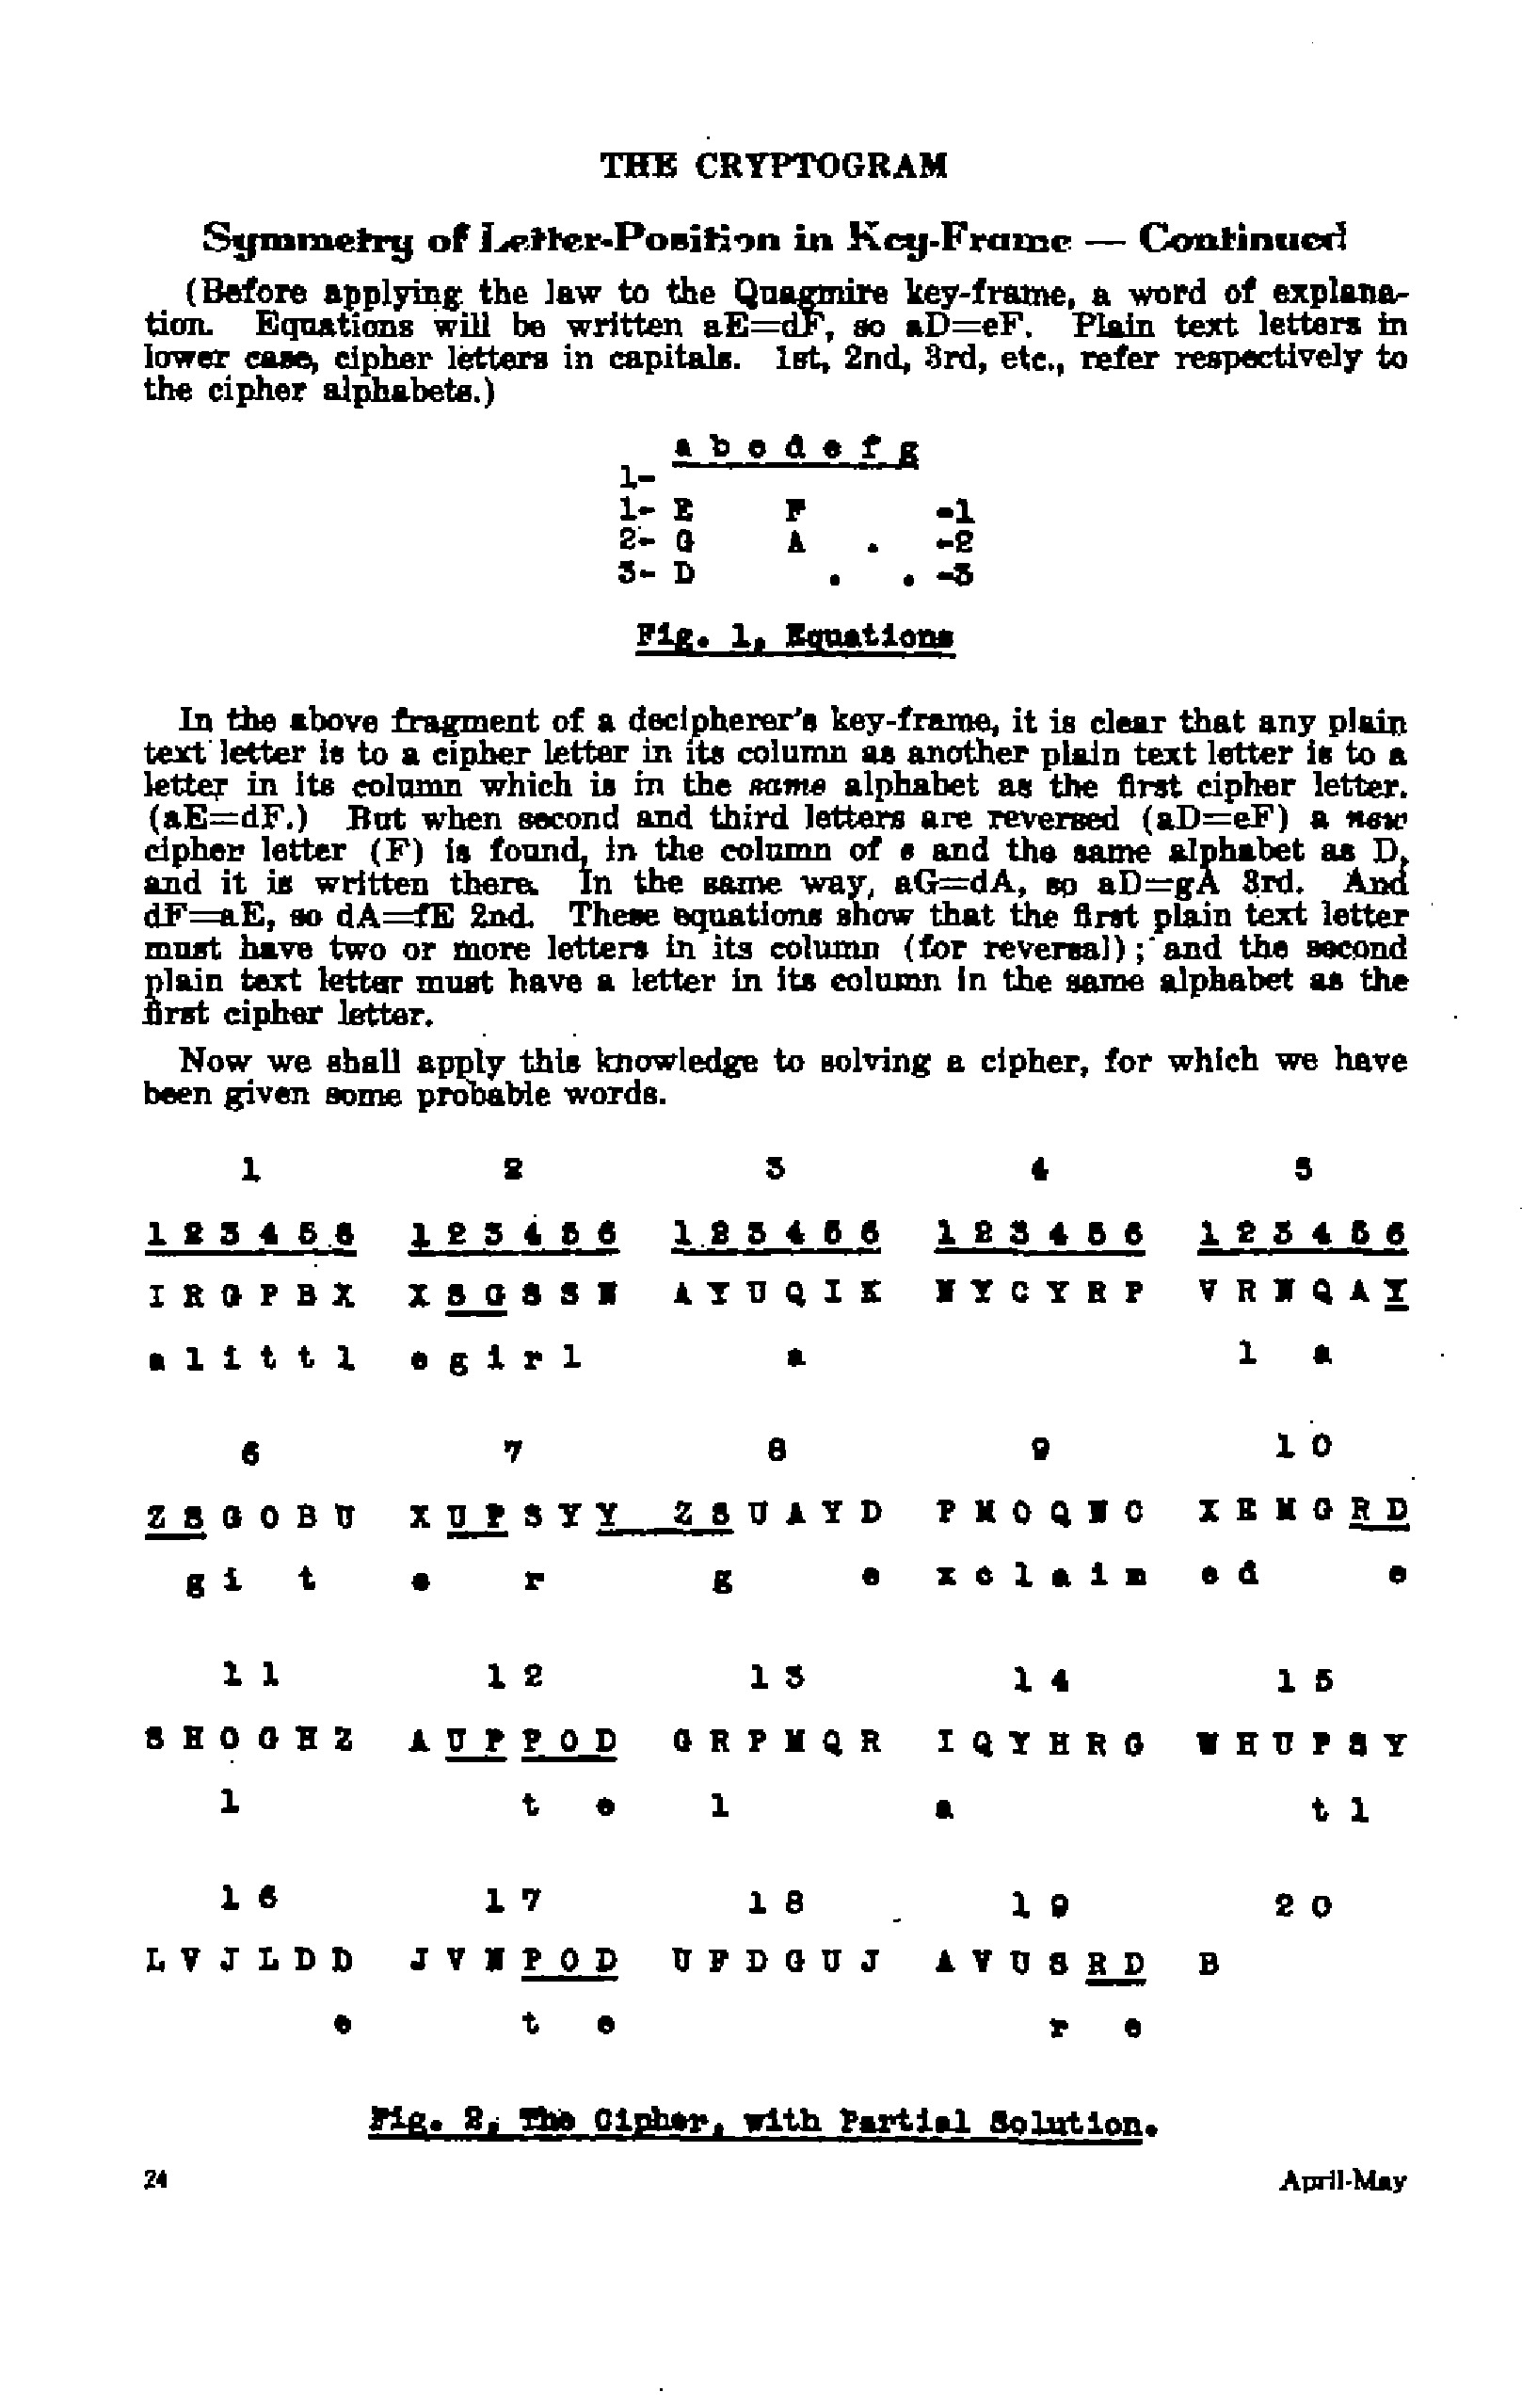 THE CRYPTOGRAM
Symmetry of Letter-Position in Key-Frame — Continued
(Before applying the law to the Quagmire key-frame, a word of explana-
tion. Equations will be written aE=dF, so aD=eF. Plain text letters in
lower case, cipher letters in capitals. 1st, 2nd, 3rd, etc., refer respectively to
the cipher alphabets.)
a b c d e f g
1-
1- E F -1
2- G A . -2
3- D . . -3
Fig. 1, Equations
In the above fragment of a decipherer's key-frame, it is clear that any plain
text letter is to a cipher letter in its column as another plain text letter is to a
letter in its column which is in the same alphabet as the first cipher letter.
(aE=dF.) But when second and third letters are reversed (aD=eF) a new
cipher letter (F) is found, in the column of e and the same alphabet as D,
and it is written there. In the same way, aG=dA, so aD=gA 3rd. And
dF=aE, so dA=fE 2nd. These equations show that the first plain text letter
must have two or more letters in its column (for reversal); and the second
plain text letter must have a letter in its column in the same alphabet as the
first cipher letter.
Now we shall apply this knowledge to solving a cipher, for which we have
been given some probable words.
1 2 3 4 5
1 2 3 4 5 6 1 2 3 4 5 6 1 2 3 4 5 6 1 2 3 4 5 6 1 2 3 4 5 6
I R G P B X X S G S S N A Y U Q I K N Y C Y R P V R N Q A Y
a l i t t l e g i r l a l a
6 7 8 9 10
Z S G O B U X U P S Y Y Z S U A Y D P M O Q N C X E M G R D
g i t e r g e x c l a i m e d e
11 12 13 14 15
S H O G H Z A U P P O D G R P M Q R I Q Y H R G W H U P S Y
l t e l a t l
16 17 18 19 20
L V J L D D J V N P O D U F D G U J A V U S R D B
e t e r e
Fig. 2, The Cipher, with Partial Solution.
24 April-May